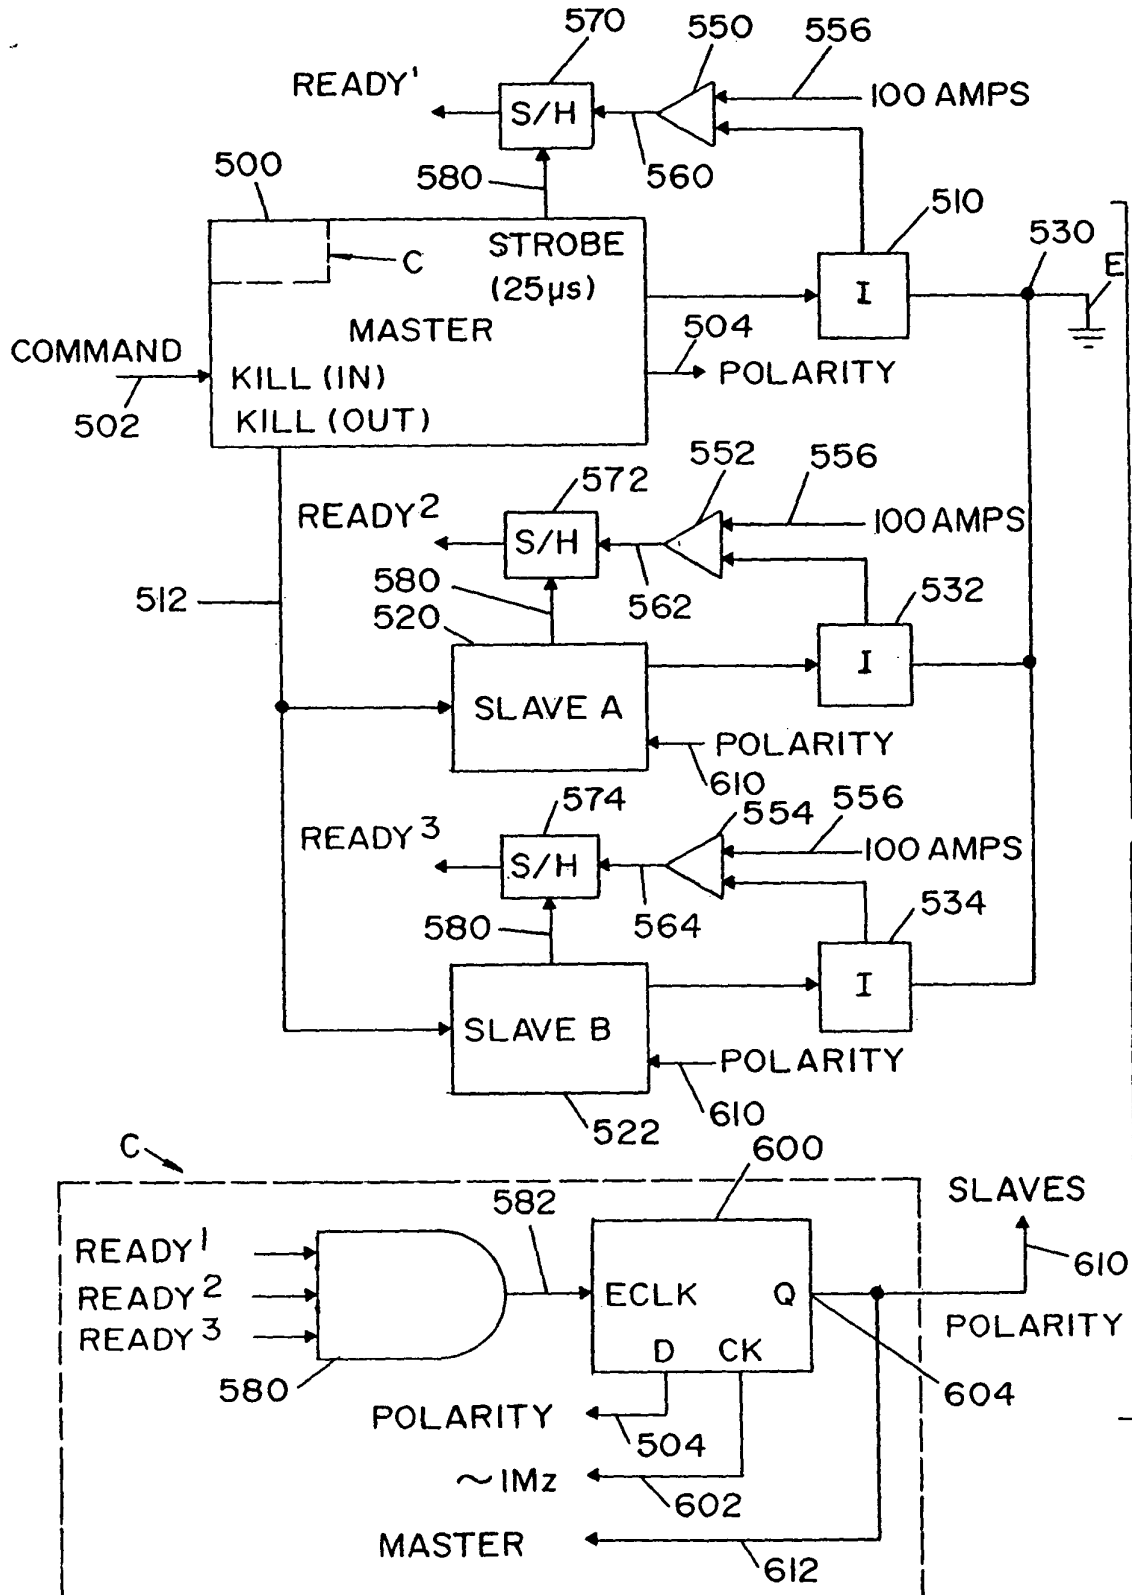 570
550
556
READY1
S/H
100 AMPS
500
580
560
510
530
STROBE
C
(25µs)
I
E
MASTER
504
COMMAND
POLARITY
KILL (IN)
502
KILL (OUT)
572
552
556
READY2
S/H
100 AMPS
580
562
512
520
532
I
SLAVE A
POLARITY
610
574
554
556
READY3
S/H
100 AMPS
580
564
534
I
SLAVE B
POLARITY
610
522
C
600
582
SLAVES
READY1
610
READY2
ECLK
Q
READY3
D
CK
POLARITY
580
604
POLARITY
504
~1Mz
602
MASTER
612